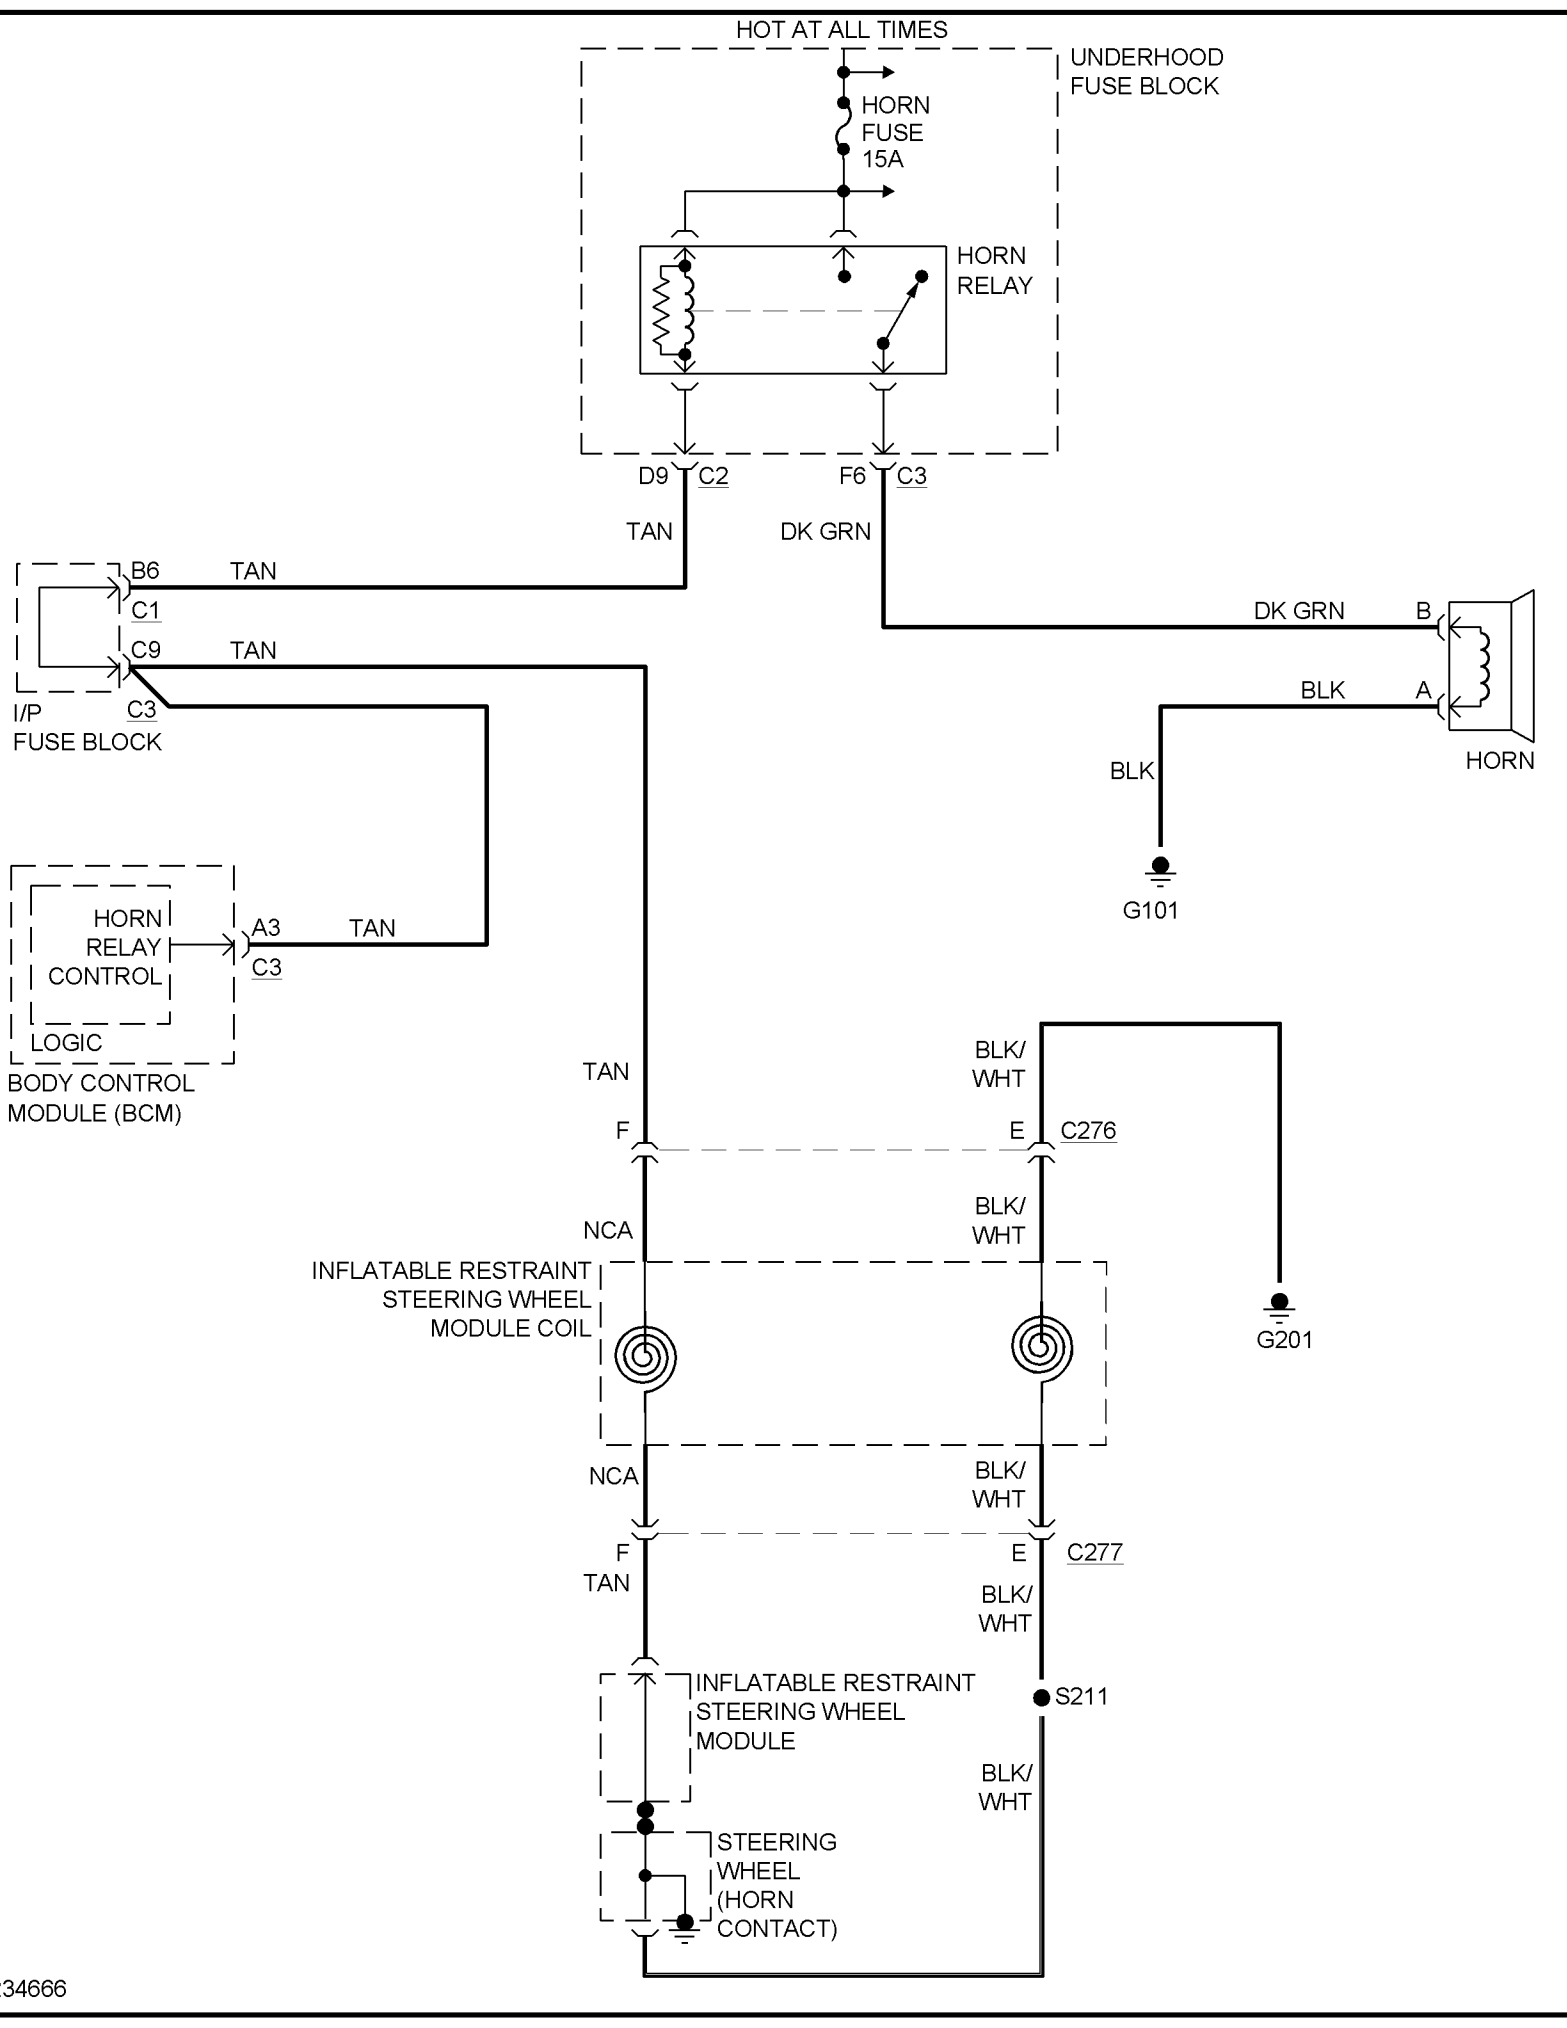 HOT AT ALL TIMES
UNDERHOOD
FUSE BLOCK
HORN
FUSE
15A
HORN
RELAY
D9 C2
F6 C3
TAN
DK GRN
B6
TAN
C1
C9
TAN
C3
I/P
FUSE BLOCK
DK GRN
B
BLK
A
HORN
BLK
G101
HORN
RELAY
CONTROL
LOGIC
A3
TAN
C3
BODY CONTROL
MODULE (BCM)
TAN
BLK/
WHT
F
E
C276
NCA
BLK/
WHT
INFLATABLE RESTRAINT
STEERING WHEEL
MODULE COIL
G201
NCA
BLK/
WHT
F
E
C277
TAN
BLK/
WHT
INFLATABLE RESTRAINT
STEERING WHEEL
MODULE
S211
BLK/
WHT
STEERING
WHEEL
(HORN
CONTACT)
34666